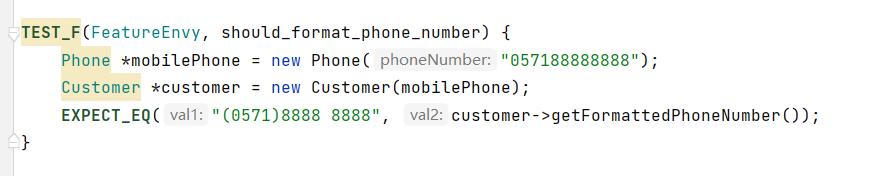 TEST_F(FeatureEnvy, should_format_phone_number) {
    Phone *mobilePhone = new Phone( phoneNumber: "057188888888");
    Customer *customer = new Customer(mobilePhone);
    EXPECT_EQ( val1: "(0571)8888 8888", val2: customer->getFormattedPhoneNumber());
}